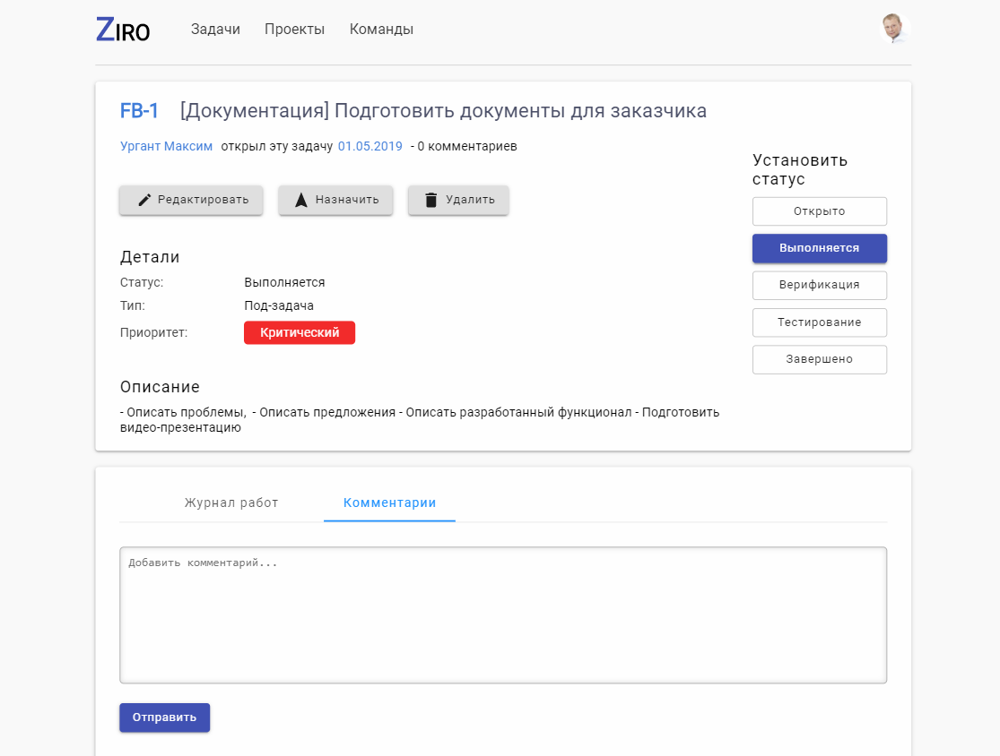 ZIRO Задачи Проекты Команды
FB-1 [Документация] Подготовить документы для заказчика
Ургант Максим открыл эту задачу 01.05.2019 - 0 комментариев
Редактировать Назначить Удалить
Детали
Статус: Выполняется
Тип: Под-задача
Приоритет: Критический
Описание
- Описать проблемы, - Описать предложения - Описать разработанный функционал - Подготовить
видео-презентацию
Установить
статус
Открыто
Выполняется
Верификация
Тестирование
Завершено
Журнал работ Комментарии
Добавить комментарий...
Отправить